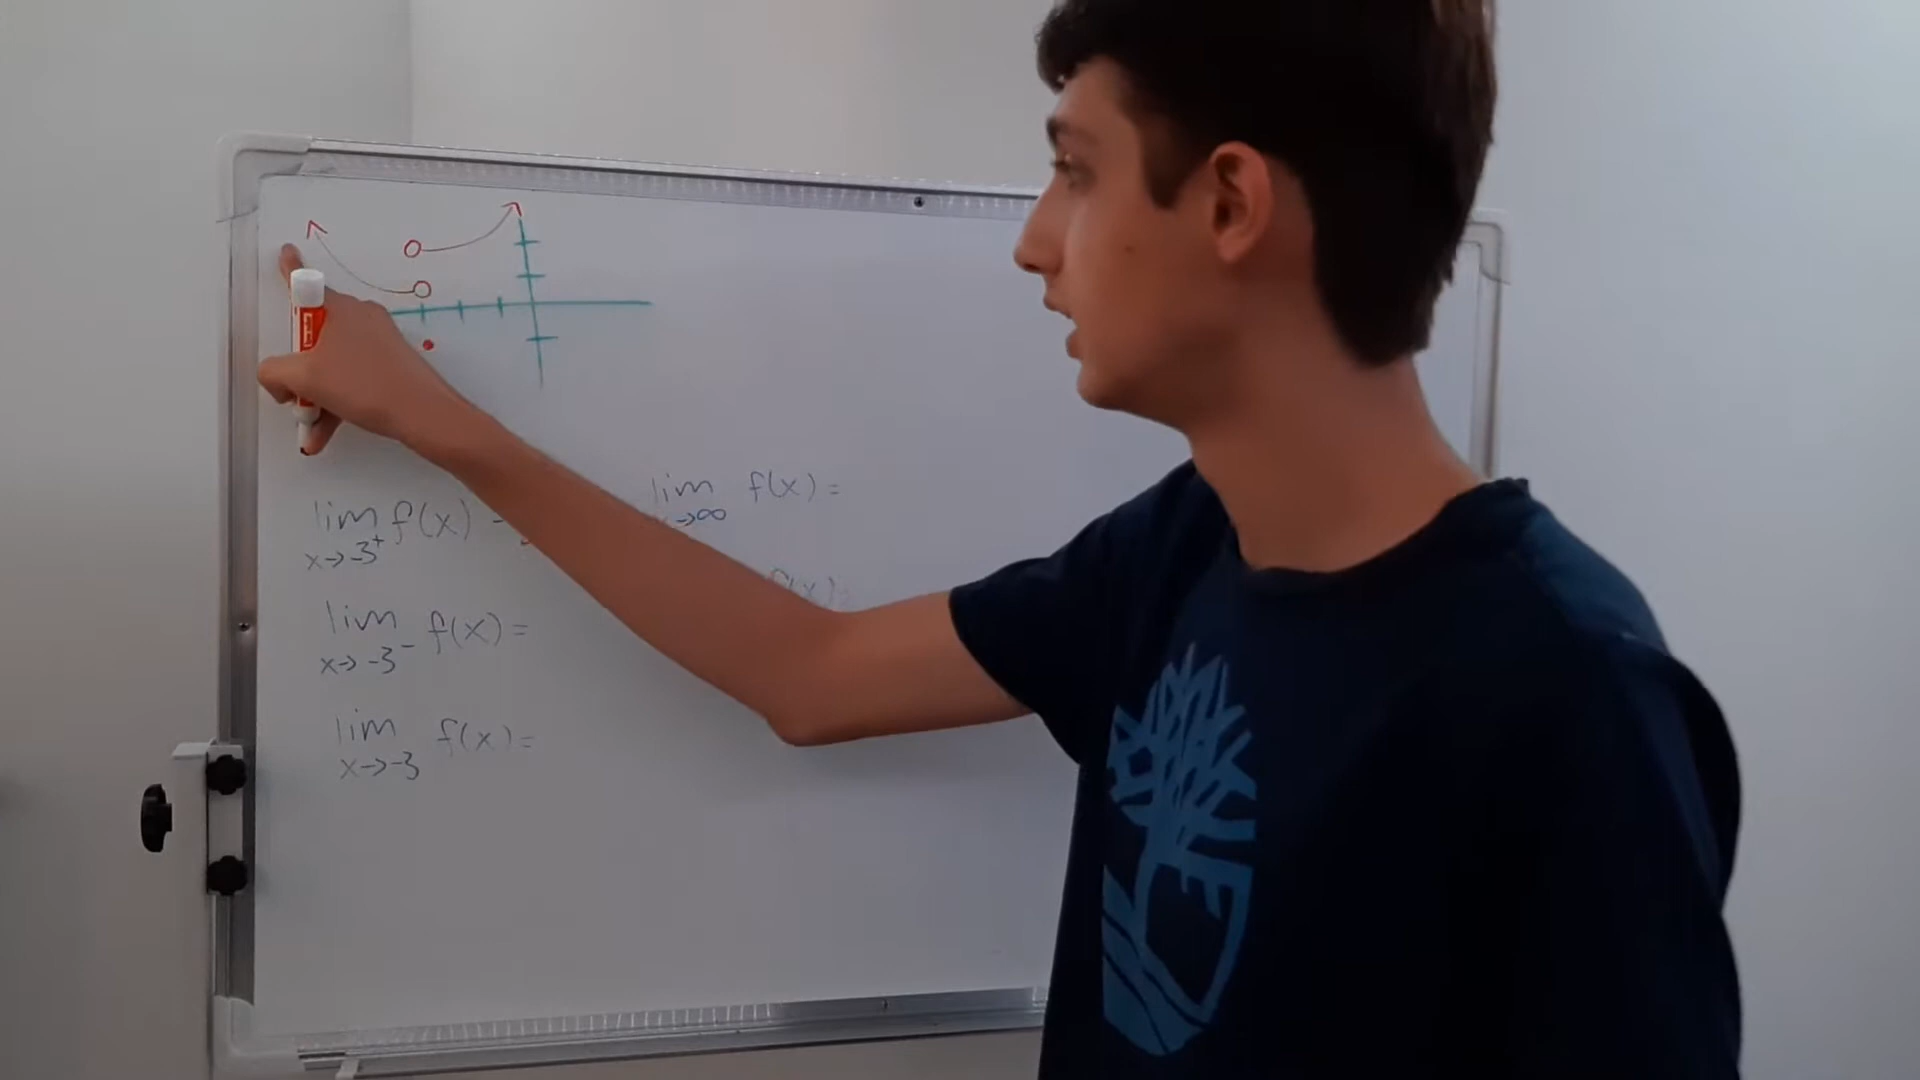 lim f(x)
x→-3⁺
lim f(x)=
x→-3⁻
lim f(x)=
x→-3
lim f(x)=
→∞
f(x)=